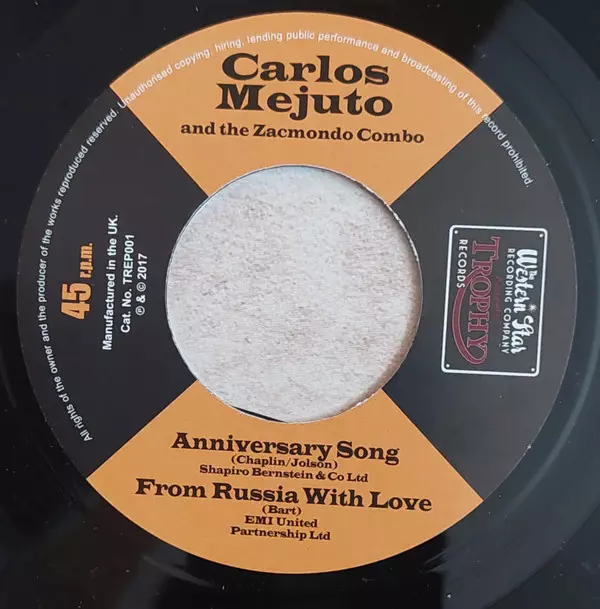 All rights of the owner and the producer of the works reproduced reserved. Unauthorised copying, hiring, lending public performance and broadcasting of this record prohibited.
Carlos
Mejuto
and the Zacmondo Combo
45 r.p.m.
Manufactured in the UK.
Cat. No. TREP001
℗ & © 2017
The
Western Star
RECORDING COMPANY
TROPHY
RECORDS
Anniversary Song
(Chaplin/Jolson)
Shapiro Bernstein & Co Ltd
From Russia With Love
(Bart)
EMI United
Partnership Ltd